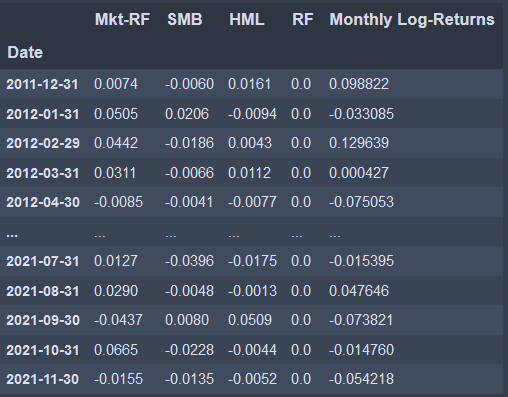 Mkt-RF SMB HML RF Monthly Log-Returns
Date
2011-12-31 0.0074 -0.0060 0.0161 0.0 0.098822
2012-01-31 0.0505 0.0206 -0.0094 0.0 -0.033085
2012-02-29 0.0442 -0.0186 0.0043 0.0 0.129639
2012-03-31 0.0311 -0.0066 0.0112 0.0 0.000427
2012-04-30 -0.0085 -0.0041 -0.0077 0.0 -0.075053
... ... ... ... ... ...
2021-07-31 0.0127 -0.0396 -0.0175 0.0 -0.015395
2021-08-31 0.0290 -0.0048 -0.0013 0.0 0.047646
2021-09-30 -0.0437 0.0080 0.0509 0.0 -0.073821
2021-10-31 0.0665 -0.0228 -0.0044 0.0 -0.014760
2021-11-30 -0.0155 -0.0135 -0.0052 0.0 -0.054218